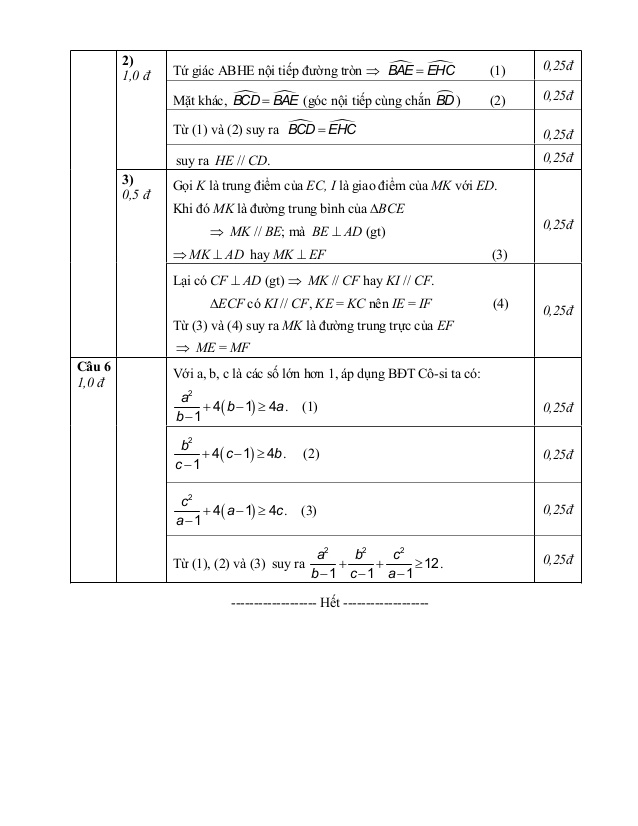 2)
1,0 đ
Tứ giác ABHE nội tiếp đường tròn ⇒ BAE = EHC (1) 0,25đ
Mặt khác, BCD = BAE (góc nội tiếp cùng chắn BD) (2) 0,25đ
Từ (1) và (2) suy ra BCD = EHC 0,25đ
suy ra HE // CD. 0,25đ
3)
0,5 đ
Gọi K là trung điểm của EC, I là giao điểm của MK với ED.
Khi đó MK là đường trung bình của ΔBCE
⇒ MK // BE; mà BE ⊥ AD (gt) 0,25đ
⇒ MK ⊥ AD hay MK ⊥ EF (3)
Lại có CF ⊥ AD (gt) ⇒ MK // CF hay KI // CF.
ΔECF có KI // CF, KE = KC nên IE = IF (4) 0,25đ
Từ (3) và (4) suy ra MK là đường trung trực của EF
⇒ ME = MF
Câu 6
1,0 đ
Với a, b, c là các số lớn hơn 1, áp dụng BĐT Cô-si ta có:
a²/(b−1) + 4(b−1) ≥ 4a. (1) 0,25đ
b²/(c−1) + 4(c−1) ≥ 4b. (2) 0,25đ
c²/(a−1) + 4(a−1) ≥ 4c. (3) 0,25đ
Từ (1), (2) và (3) suy ra a²/(b−1) + b²/(c−1) + c²/(a−1) ≥ 12. 0,25đ
------------------- Hết -------------------